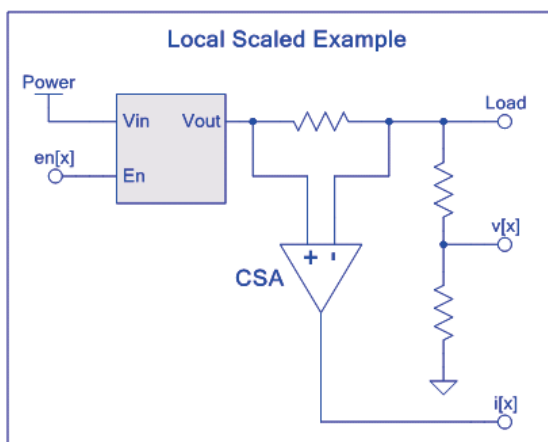 Local Scaled Example
Power
Load
Vin
Vout
en[x]
En
v[x]
+ -
CSA
i[x]